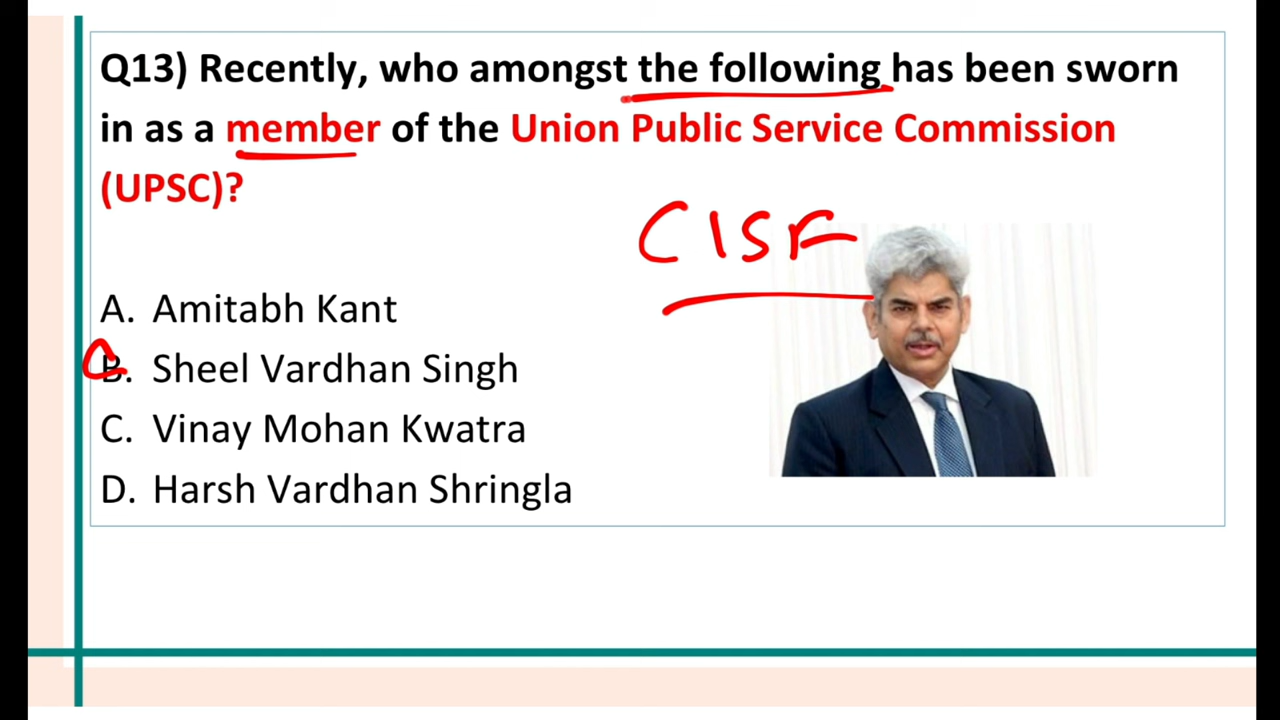 Q13) Recently, who amongst the following has been sworn
in as a member of the Union Public Service Commission
(UPSC)?
CISF
A. Amitabh Kant
B. Sheel Vardhan Singh
C. Vinay Mohan Kwatra
D. Harsh Vardhan Shringla